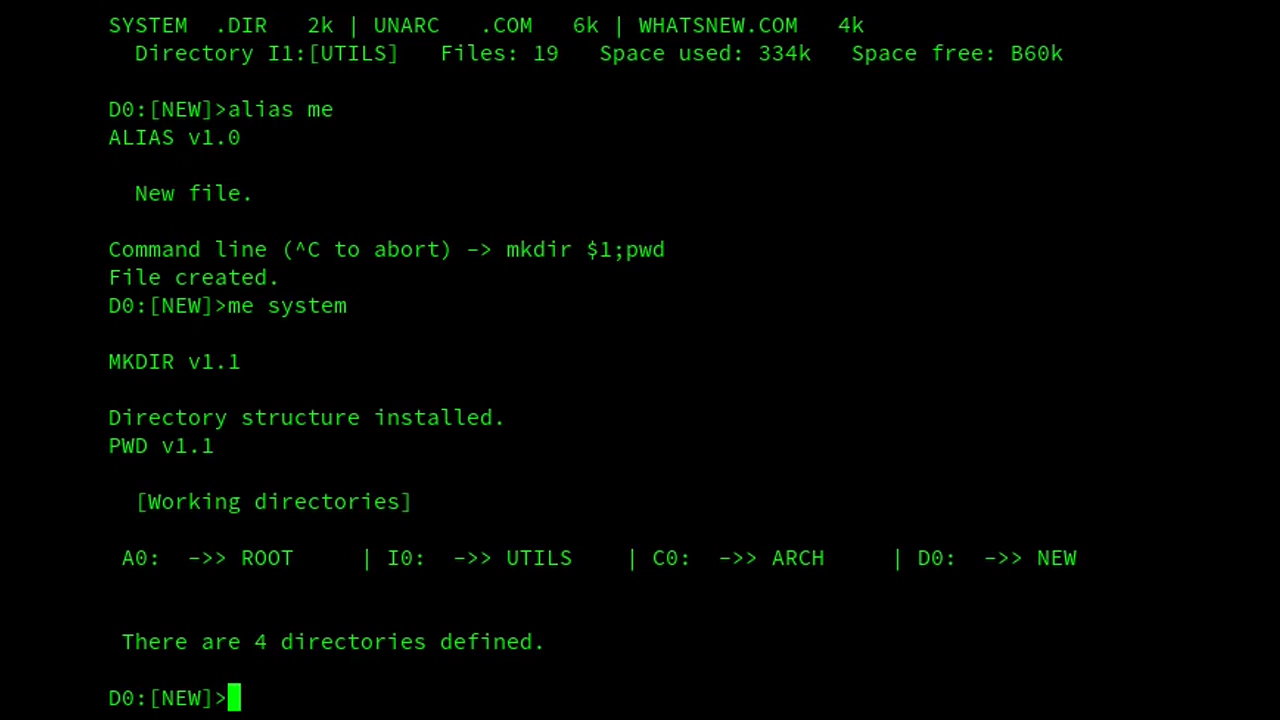 SYSTEM  .DIR   2k | UNARC   .COM   6k | WHATSNEW.COM   4k
  Directory I1:[UTILS]   Files: 19   Space used: 334k   Space free: B60k
D0:[NEW]>alias me
ALIAS v1.0
  New file.
Command line (^C to abort) -> mkdir $1;pwd
File created.
D0:[NEW]>me system
MKDIR v1.1
Directory structure installed.
PWD v1.1
  [Working directories]
 A0:  ->> ROOT     | I0:  ->> UTILS    | C0:  ->> ARCH     | D0:  ->> NEW
 There are 4 directories defined.
D0:[NEW]>